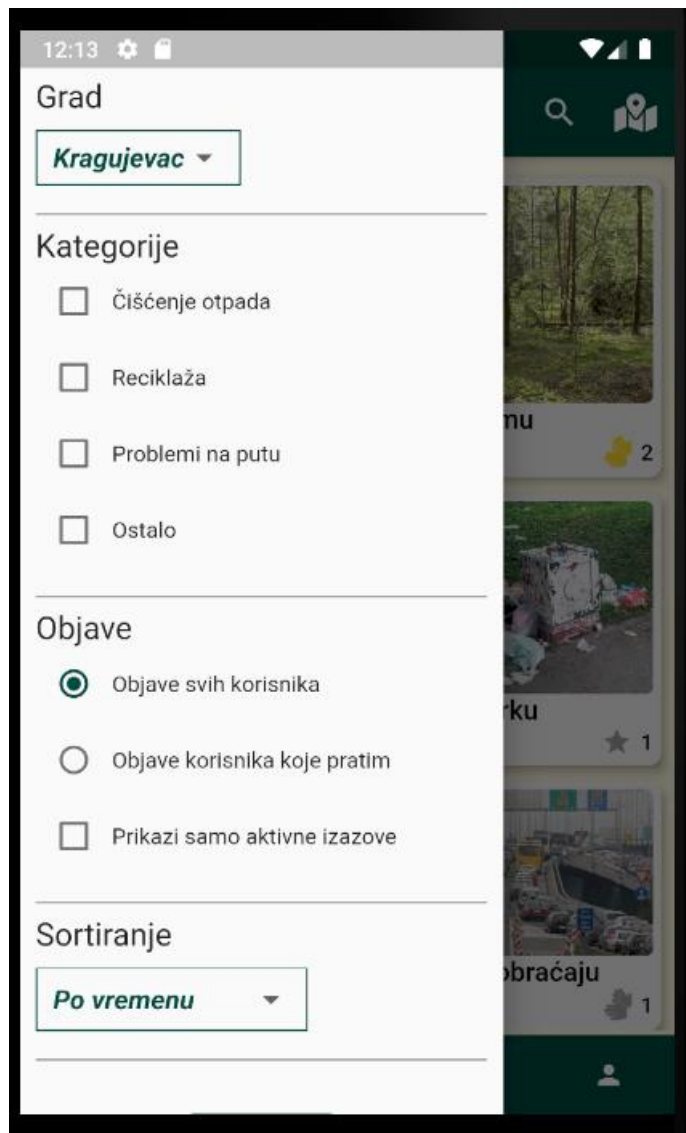 12:13
Grad
Kragujevac
Kategorije
Čišćenje otpada
Reciklaža
Problemi na putu
Ostalo
Objave
Objave svih korisnika
Objave korisnika koje pratim
Prikazi samo aktivne izazove
Sortiranje
Po vremenu
mu
2
rku
1
obraćaju
1